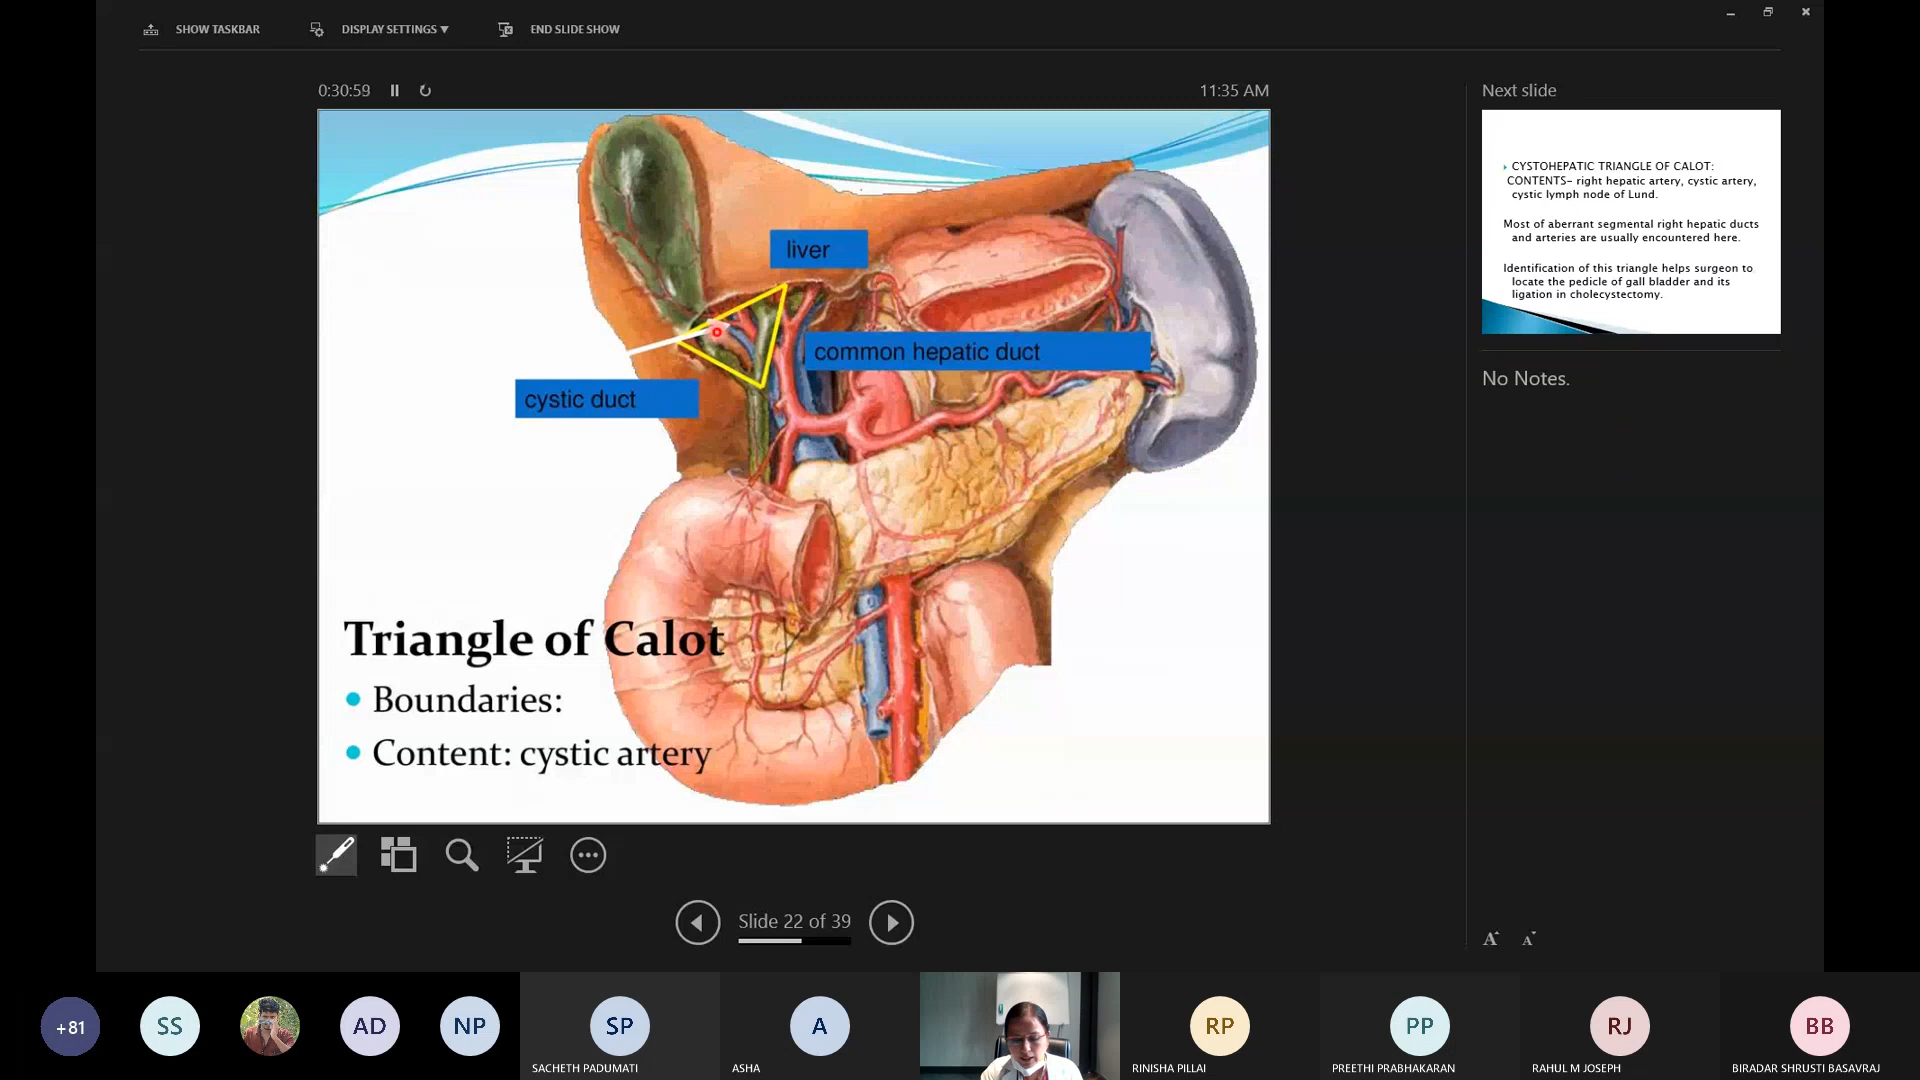 SHOW TASKBAR
DISPLAY SETTINGS ▾
END SLIDE SHOW
0:30:59
11:35 AM
liver
common hepatic duct
cystic duct
Triangle of Calot
• Boundaries:
• Content: cystic artery
Next slide
CYSTOHEPATIC TRIANGLE OF CALOT:
CONTENTS- right hepatic artery, cystic artery,
cystic lymph node of Lund.
Most of aberrant segmental right hepatic ducts
and arteries are usually encountered here.
Identification of this triangle helps surgeon to
locate the pedicle of gall bladder and its
ligation in cholecystectomy.
No Notes.
Slide 22 of 39
A A
+81
SS
AD
NP
SP
SACHETH PADUMATI
A
ASHA
RP
RINISHA PILLAI
PP
PREETHI PRABHAKARAN
RJ
RAHUL M JOSEPH
BB
BIRADAR SHRUSTI BASAVRAJ